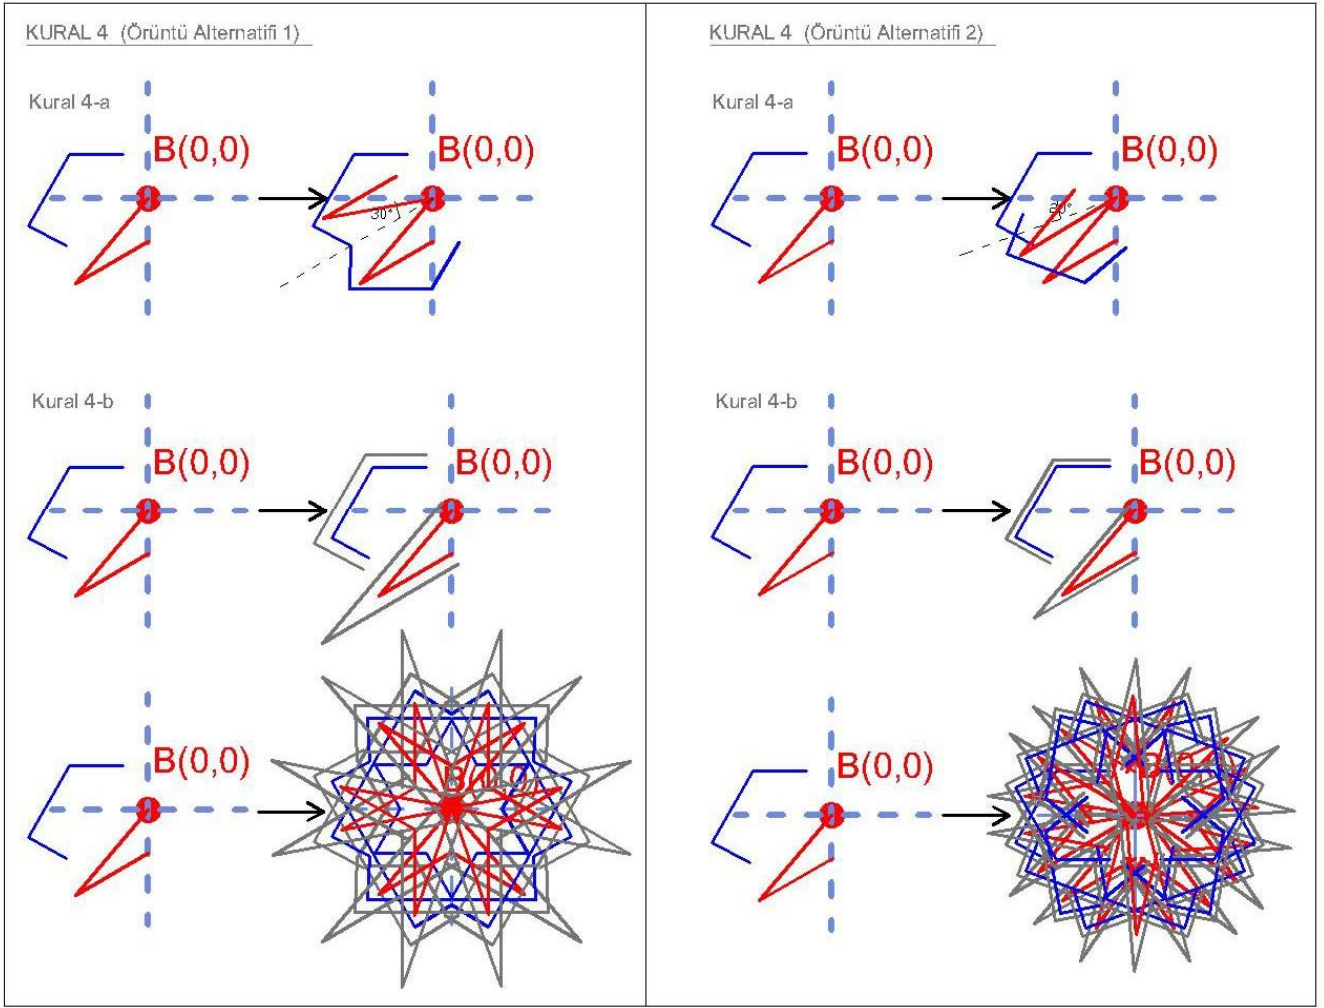 KURAL 4 (Örüntü Alternatifi 1)
Kural 4-a
B(0,0)
B(0,0)
30°
Kural 4-b
B(0,0)
B(0,0)
B(0,0)
KURAL 4 (Örüntü Alternatifi 2)
Kural 4-a
B(0,0)
B(0,0)
Kural 4-b
B(0,0)
B(0,0)
B(0,0)